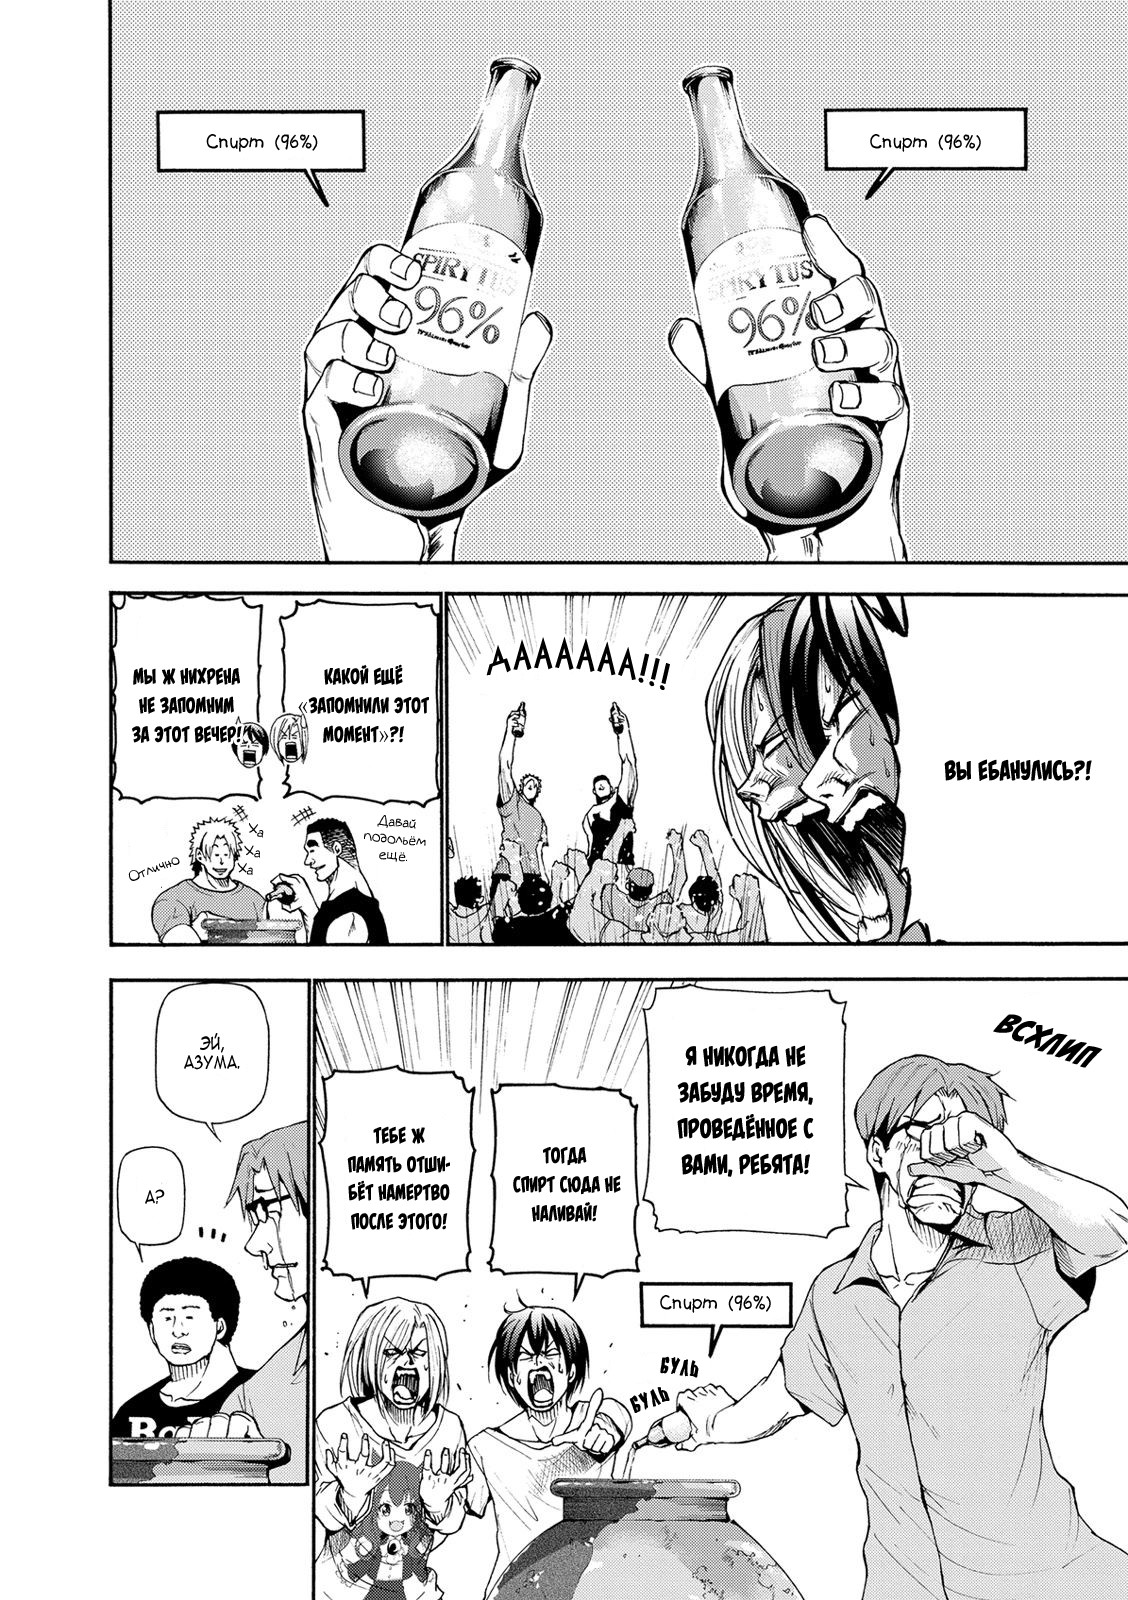 Спирт (96%)
Спирт (96%)
SPIRYTUS
96%
SPIRYTUS
96%
ДААААААА!!!
ВЫ ЕБАНУЛИСЬ?!
КАКОЙ ЕЩЁ
«ЗАПОМНИЛИ ЭТОТ
МОМЕНТ»?!
МЫ Ж НИХРЕНА
НЕ ЗАПОМНИМ
ЗА ЭТОТ ВЕЧЕР!
Давай
подольём
ещё.
Ха
Ха
Ха
Отлично
ВСХЛИП
Я НИКОГДА НЕ
ЗАБУДУ ВРЕМЯ,
ПРОВЕДЁННОЕ С
ВАМИ, РЕБЯТА!
Спирт (96%)
БУЛЬ
БУЛЬ
ТОГДА
СПИРТ СЮДА НЕ
НАЛИВАЙ!
ТЕБЕ Ж
ПАМЯТЬ ОТШИ-
БЁТ НАМЕРТВО
ПОСЛЕ ЭТОГО!
ЭЙ,
АЗУМА.
А?